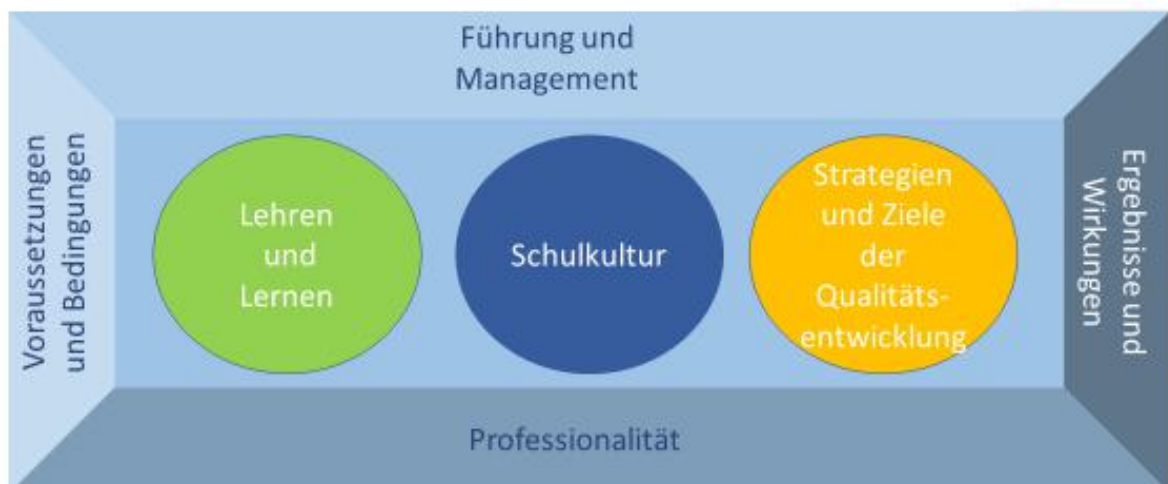 Führung und
Management
Voraussetzungen
und Bedingungen
Lehren
und
Lernen
Schulkultur
Strategien
und Ziele
der
Qualitäts-
entwicklung
Ergebnisse und
Wirkungen
Professionalität